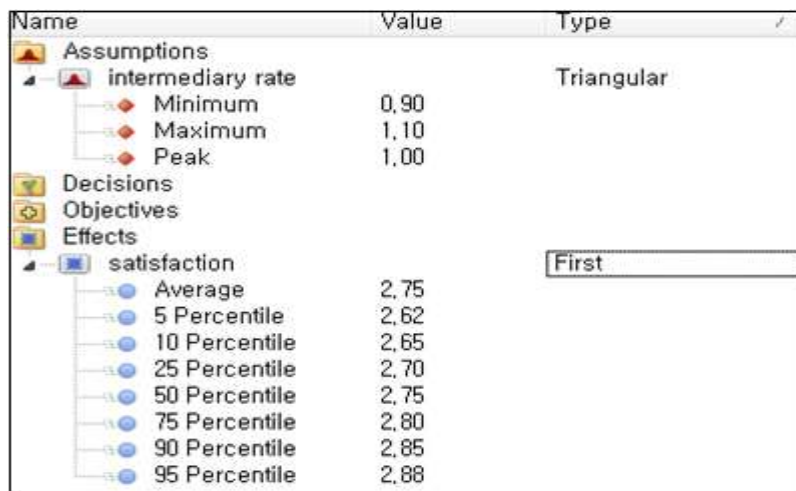 Name Value Type
Assumptions
intermediary rate Triangular
Minimum 0,90
Maximum 1,10
Peak 1,00
Decisions
Objectives
Effects
satisfaction First
Average 2,75
5 Percentile 2,62
10 Percentile 2,65
25 Percentile 2,70
50 Percentile 2,75
75 Percentile 2,80
90 Percentile 2,85
95 Percentile 2,88